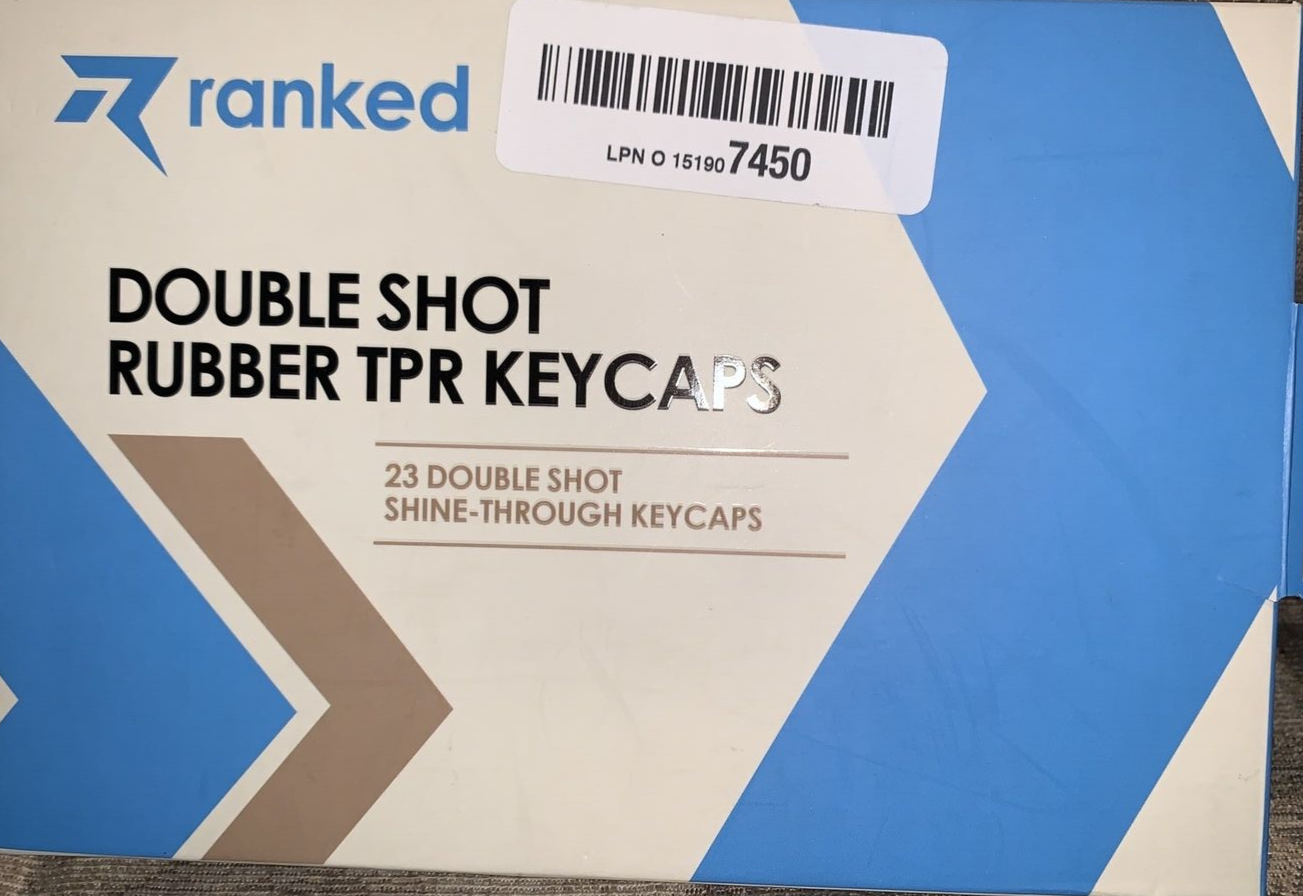 ranked
LPN O 15190 7450
DOUBLE SHOT
RUBBER TPR KEYCAPS
23 DOUBLE SHOT
SHINE-THROUGH KEYCAPS